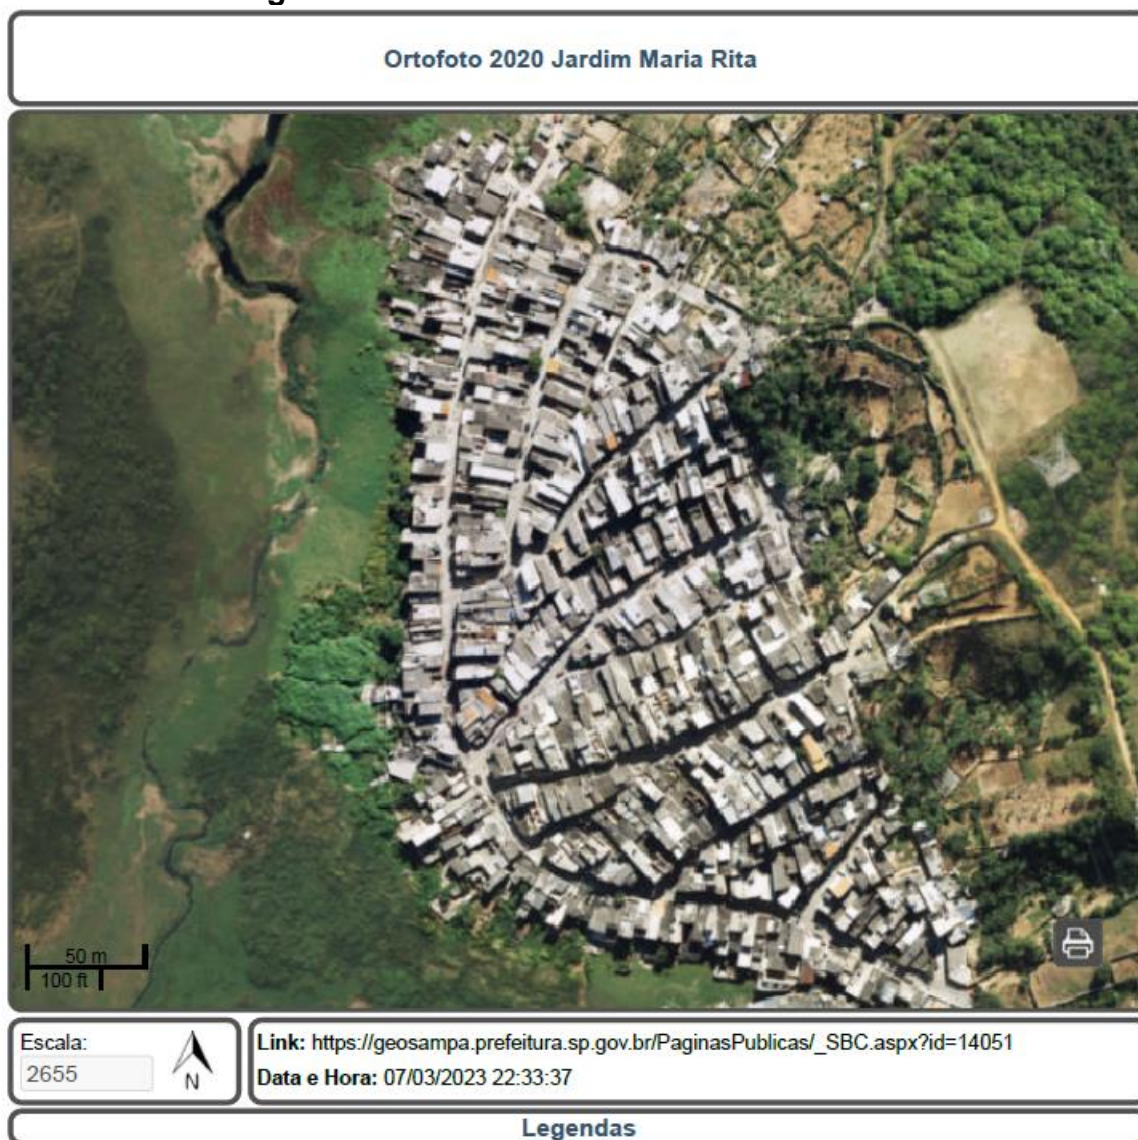 Ortofoto 2020 Jardim Maria Rita
50 m
100 ft
Escala:
2655
N
Link: https://geosampa.prefeitura.sp.gov.br/PaginasPublicas/_SBC.aspx?id=14051
Data e Hora: 07/03/2023 22:33:37
Legendas